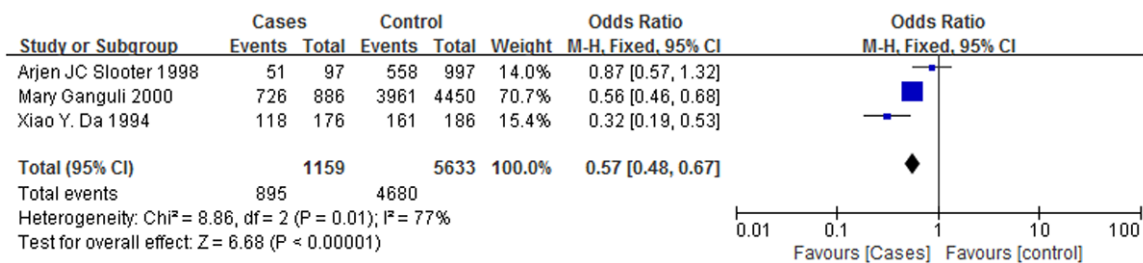 Cases Control Odds Ratio Odds Ratio
Study or Subgroup Events Total Events Total Weight M-H, Fixed, 95% CI M-H, Fixed, 95% CI
Arjen JC Slooter 1998 51 97 558 997 14.0% 0.87 [0.57, 1.32]
Mary Ganguli 2000 726 886 3961 4450 70.7% 0.56 [0.46, 0.68]
Xiao Y. Da 1994 118 176 161 186 15.4% 0.32 [0.19, 0.53]
Total (95% CI) 1159 5633 100.0% 0.57 [0.48, 0.67]
Total events 895 4680
Heterogeneity: Chi² = 8.86, df = 2 (P = 0.01); I² = 77%
Test for overall effect: Z = 6.68 (P < 0.00001)
0.01 0.1 1 10 100
Favours [Cases] Favours [control]